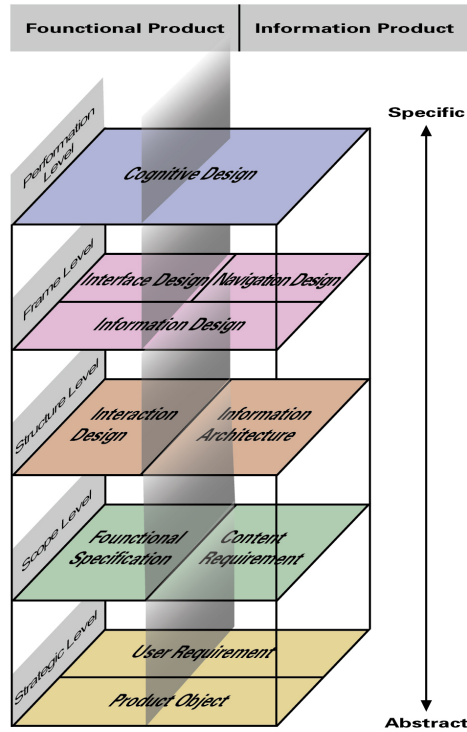 Founctional Product
Information Product
Specific
Performation
Level
Cognitive Design
Frame Level
Interface Design
Navigation Design
Information Design
Structure Level
Interaction
Design
Information
Architecture
Scope Level
Founctional
Specification
Content
Requirement
Strategic Level
User Requirement
Product Object
Abstract